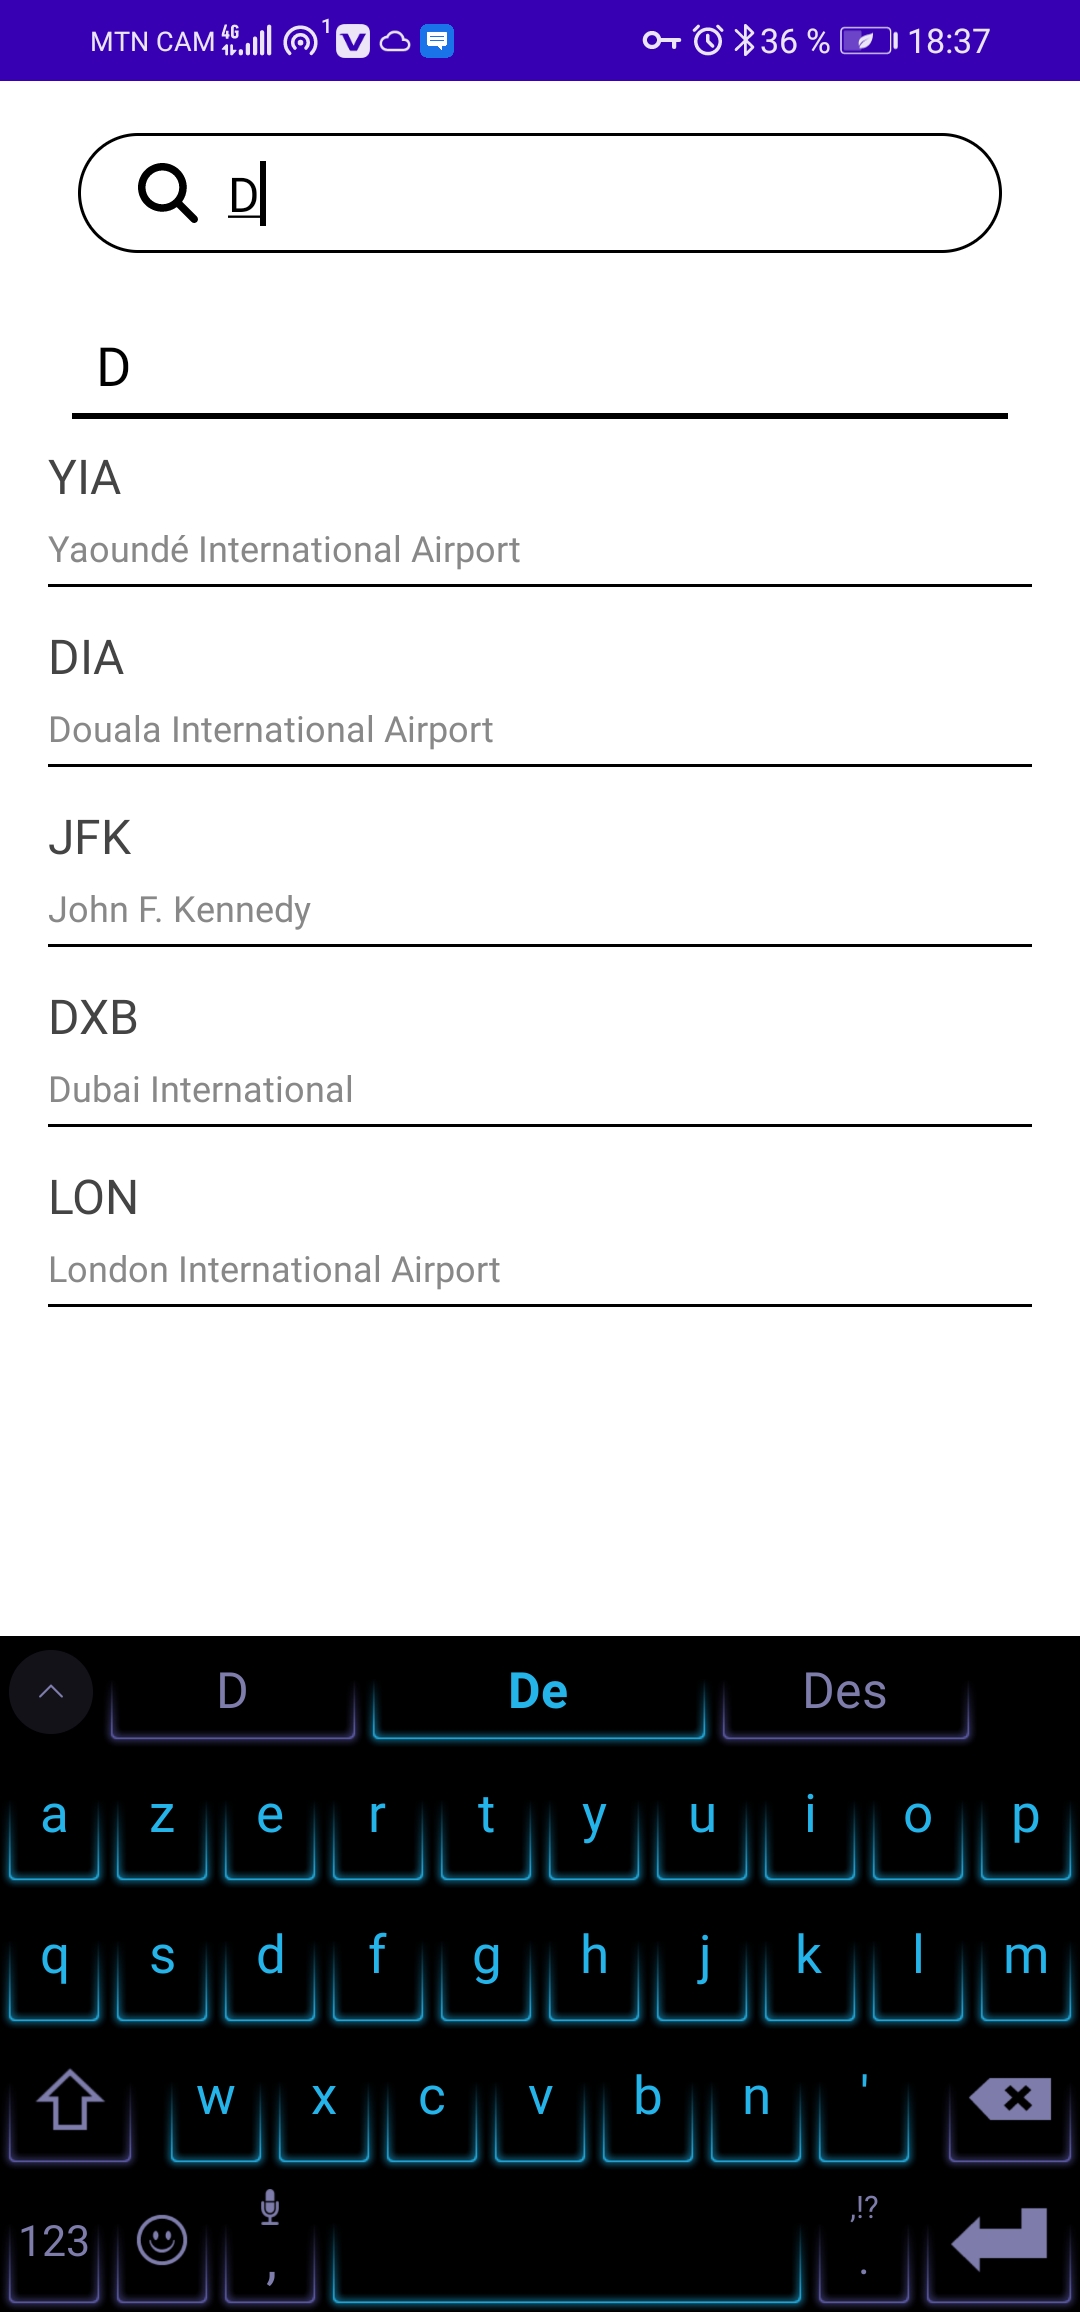 MTN CAM 4G 1 36 % 18:37
D
D
YIA
Yaoundé International Airport
DIA
Douala International Airport
JFK
John F. Kennedy
DXB
Dubai International
LON
London International Airport
D De Des
a z e r t y u i o p
q s d f g h j k l m
w x c v b n '
,!?
123 , .